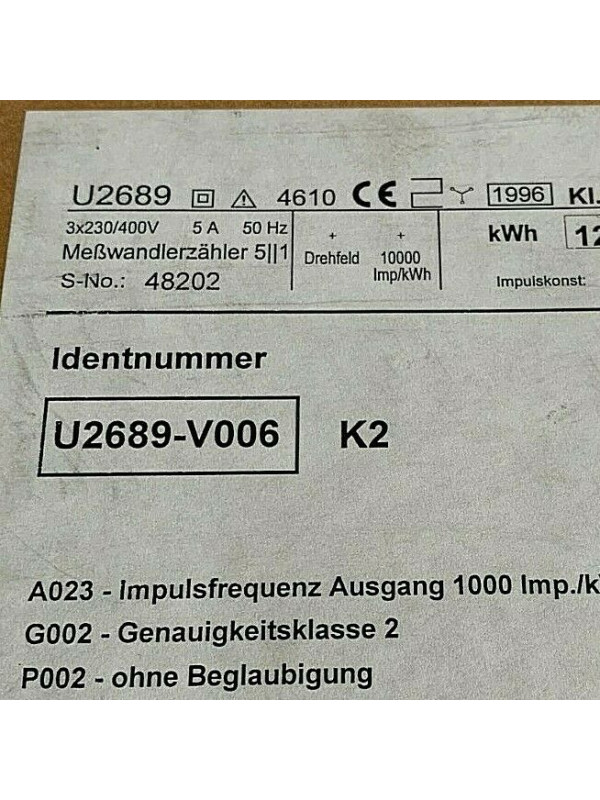 U2689 4610 CE 1996 Kl.
3x230/400V 5 A 50 Hz
Meßwandlerzähler 5||1
S-No.: 48202
+ +
Drehfeld 10000
Imp/kWh
kWh 12
Impulskonst:
Identnummer
U2689-V006 K2
A023 - Impulsfrequenz Ausgang 1000 Imp./k
G002 - Genauigkeitsklasse 2
P002 - ohne Beglaubigung